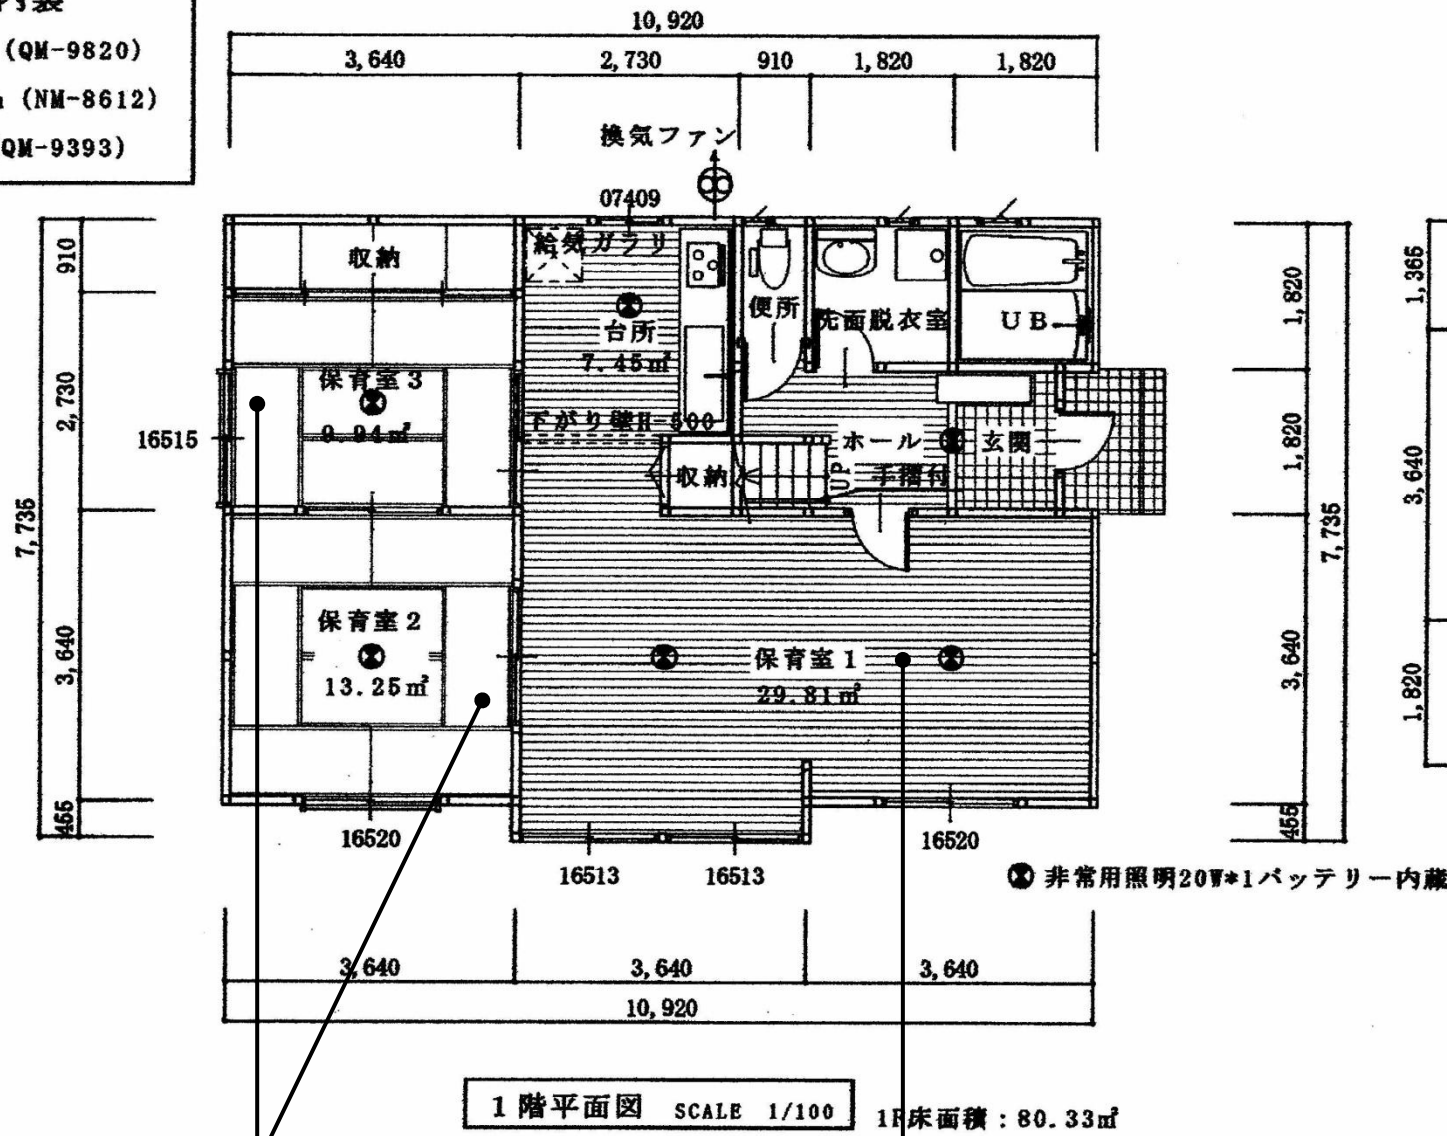 (QM-9820)
(NM-8612)
QM-9393)
10,920
3,640 2,730 910 1,820 1,820
換気ファン
07409
収納
給気ガラリ
台所
7.45㎡
便所
洗面脱衣室
UB
保育室3
9.94㎡
下がり壁H-500
収納
UP
ホール
手摺付
玄関
16515
保育室2
13.25㎡
保育室1
29.81㎡
16520
16513
16513
16520
910
2,730
3,640
455
7,735
1,820
1,820
3,640
455
7,735
1,365
3,640
1,820
非常用照明20W*1バッテリー内蔵
3,640 3,640 3,640
10,920
1階平面図 SCALE 1/100
1F床面積:80.33㎡